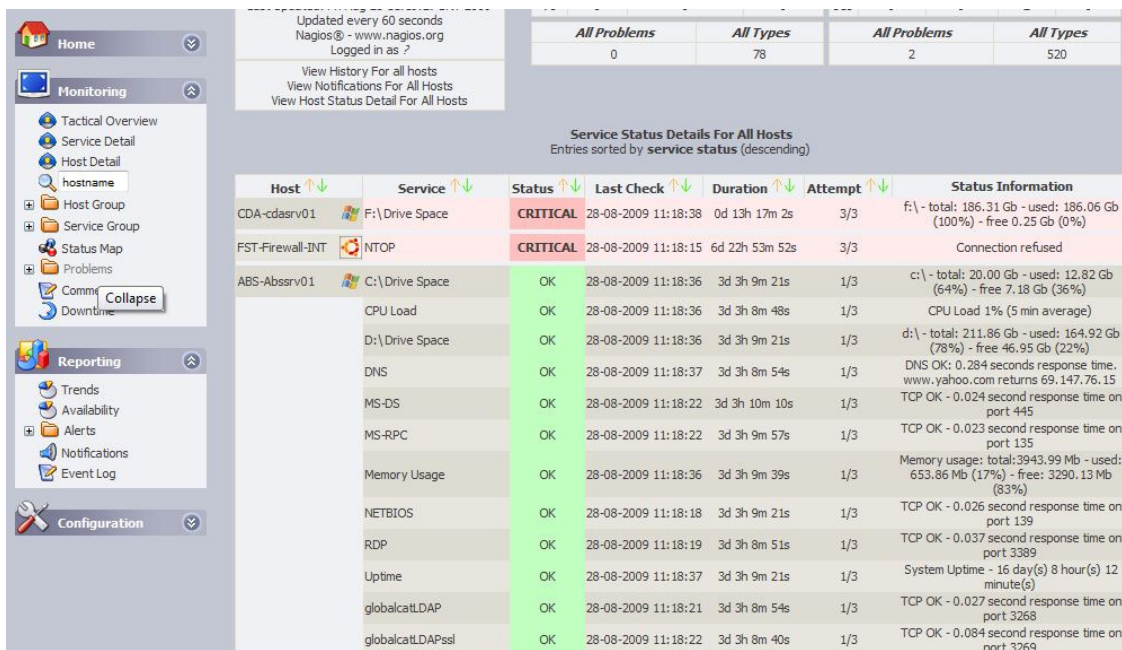 Updated every 60 seconds
Nagios® - www.nagios.org
Logged in as ?
View History For all hosts
View Notifications For All Hosts
View Host Status Detail For All Hosts
All Problems All Types
0 78
All Problems All Types
2 520
Home
Monitoring
Tactical Overview
Service Detail
Host Detail
hostname
Host Group
Service Group
Status Map
Problems
Comme
Collapse
Downtime
Reporting
Trends
Availability
Alerts
Notifications
Event Log
Configuration
Service Status Details For All Hosts
Entries sorted by service status (descending)
Host Service Status Last Check Duration Attempt Status Information
CDA-cdasrv01 F:\Drive Space CRITICAL 28-08-2009 11:18:38 0d 13h 17m 2s 3/3 f:\ - total: 186.31 Gb - used: 186.06 Gb
(100%) - free 0.25 Gb (0%)
FST-Firewall-INT NTOP CRITICAL 28-08-2009 11:18:15 6d 22h 53m 52s 3/3 Connection refused
ABS-Abssrv01 C:\Drive Space OK 28-08-2009 11:18:36 3d 3h 9m 21s 1/3 c:\ - total: 20.00 Gb - used: 12.82 Gb
(64%) - free 7.18 Gb (36%)
CPU Load OK 28-08-2009 11:18:36 3d 3h 8m 48s 1/3 CPU Load 1% (5 min average)
D:\Drive Space OK 28-08-2009 11:18:36 3d 3h 9m 21s 1/3 d:\ - total: 211.86 Gb - used: 164.92 Gb
(78%) - free 46.95 Gb (22%)
DNS OK 28-08-2009 11:18:37 3d 3h 8m 54s 1/3 DNS OK: 0.284 seconds response time.
www.yahoo.com returns 69.147.76.15
MS-DS OK 28-08-2009 11:18:22 3d 3h 10m 10s 1/3 TCP OK - 0.024 second response time on
port 445
MS-RPC OK 28-08-2009 11:18:22 3d 3h 9m 57s 1/3 TCP OK - 0.023 second response time on
port 135
Memory Usage OK 28-08-2009 11:18:36 3d 3h 9m 39s 1/3 Memory usage: total:3943.99 Mb - used:
653.86 Mb (17%) - free: 3290.13 Mb
(83%)
NETBIOS OK 28-08-2009 11:18:18 3d 3h 9m 21s 1/3 TCP OK - 0.026 second response time on
port 139
RDP OK 28-08-2009 11:18:19 3d 3h 8m 51s 1/3 TCP OK - 0.037 second response time on
port 3389
Uptime OK 28-08-2009 11:18:37 3d 3h 9m 21s 1/3 System Uptime - 16 day(s) 8 hour(s) 12
minute(s)
globalcatLDAP OK 28-08-2009 11:18:21 3d 3h 8m 54s 1/3 TCP OK - 0.027 second response time on
port 3268
globalcatLDAPssl OK 28-08-2009 11:18:22 3d 3h 8m 40s 1/3 TCP OK - 0.084 second response time on
port 3269